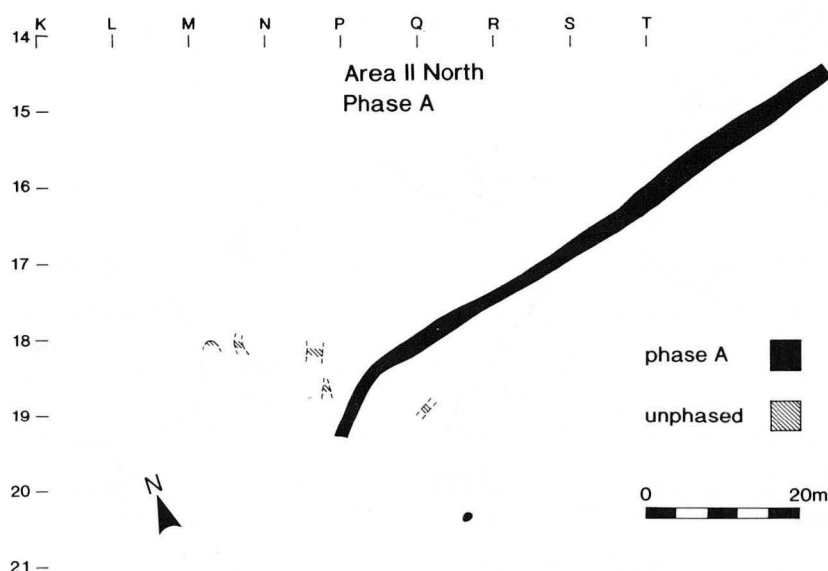 K L M N P Q R S T
14
Area II North
Phase A
15
16
17
18
phase A
19
unphased
N
20
0 20m
21